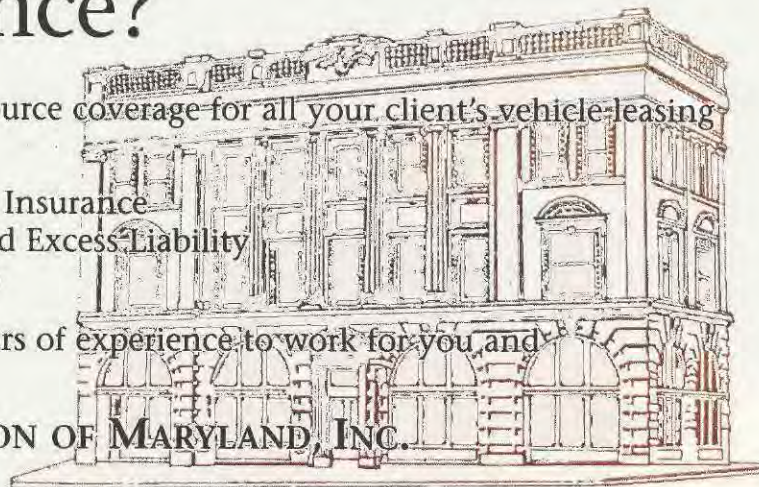 nce?
urce coverage for all your client's vehicle leasing
Insurance
d Excess Liability
rs of experience to work for you and
ON OF MARYLAND, INC.